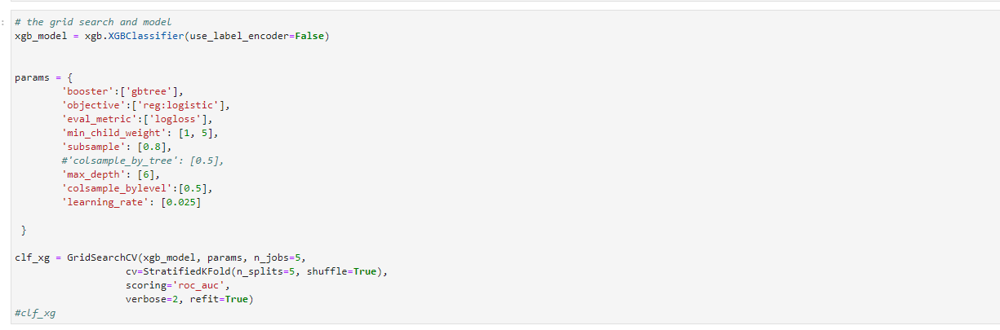 :
# the grid search and model
xgb_model = xgb.XGBClassifier(use_label_encoder=False)
params = {
'booster':['gbtree'],
'objective':['reg:logistic'],
'eval_metric':['logloss'],
'min_child_weight': [1, 5],
'subsample': [0.8],
#'colsample_by_tree': [0.5],
'max_depth': [6],
'colsample_bylevel':[0.5],
'learning_rate': [0.025]
}
clf_xg = GridSearchCV(xgb_model, params, n_jobs=5,
cv=StratifiedKFold(n_splits=5, shuffle=True),
scoring='roc_auc',
verbose=2, refit=True)
#clf_xg